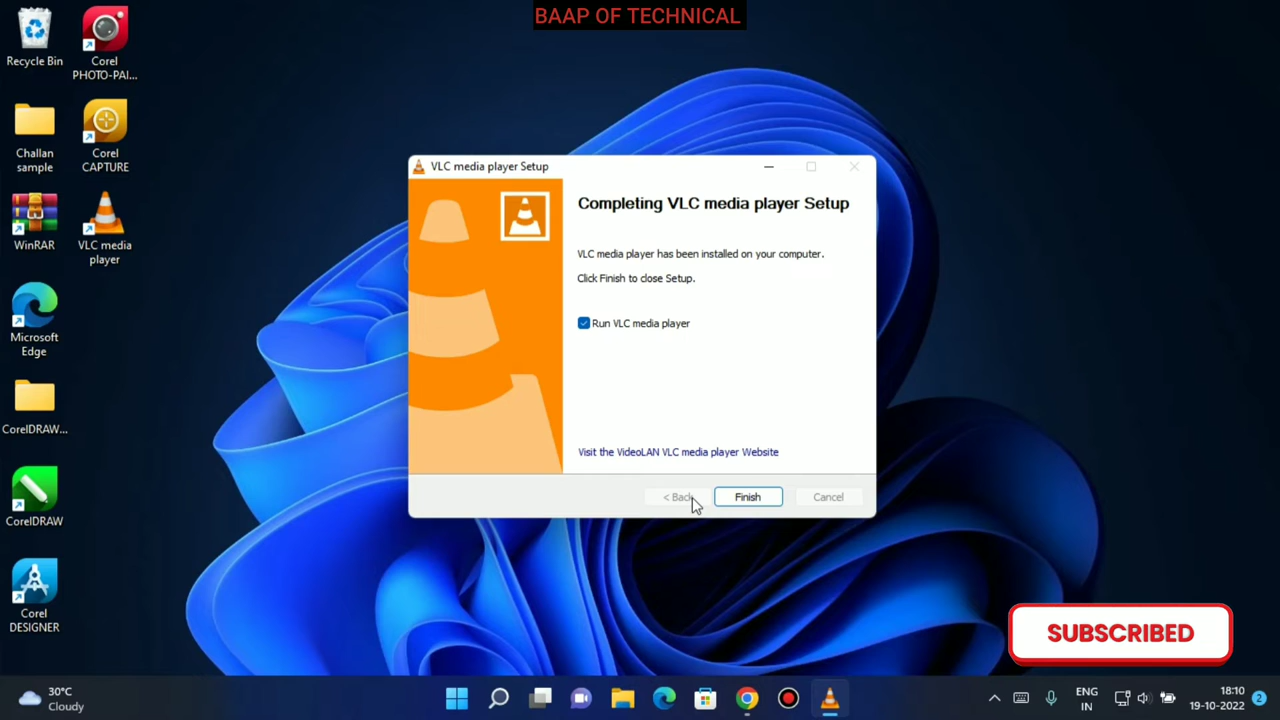 BAAP OF TECHNICAL
Recycle Bin
Corel
PHOTO-PAI...
Challan
sample
Corel
CAPTURE
WinRAR
VLC media
player
Microsoft
Edge
CorelDRAW...
CorelDRAW
Corel
DESIGNER
VLC media player Setup
Completing VLC media player Setup
VLC media player has been installed on your computer.
Click Finish to close Setup.
Run VLC media player
Visit the VideoLAN VLC media player Website
< Back
Finish
Cancel
SUBSCRIBED
30°C
Cloudy
ENG
IN
18:10
19-10-2022
2